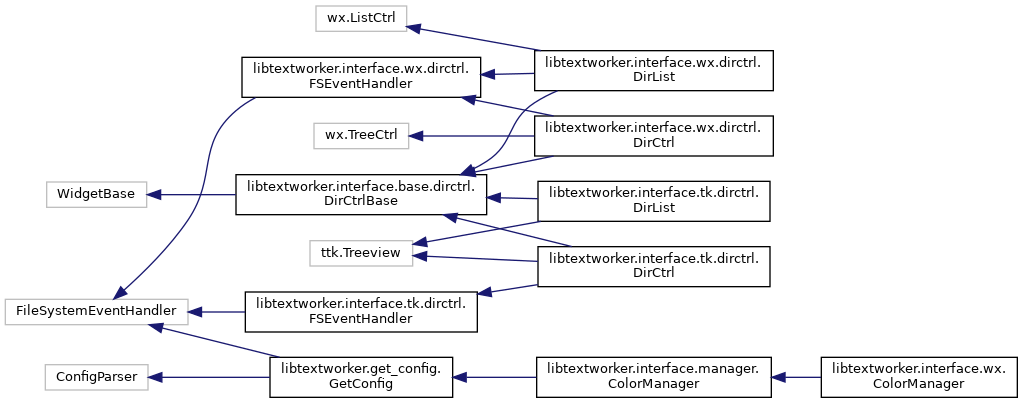 wx.ListCtrl
libtextworker.interface.wx.dirctrl.
FSEventHandler
libtextworker.interface.wx.dirctrl.
DirList
wx.TreeCtrl
libtextworker.interface.wx.dirctrl.
DirCtrl
WidgetBase
libtextworker.interface.base.dirctrl.
DirCtrlBase
libtextworker.interface.tk.dirctrl.
DirList
ttk.Treeview
libtextworker.interface.tk.dirctrl.
DirCtrl
FileSystemEventHandler
libtextworker.interface.tk.dirctrl.
FSEventHandler
ConfigParser
libtextworker.get_config.
GetConfig
libtextworker.interface.manager.
ColorManager
libtextworker.interface.wx.
ColorManager